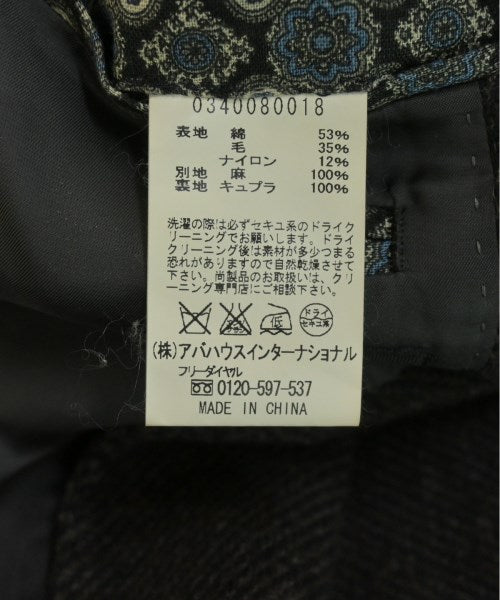 0340080018
表地 綿 53%
毛 35%
ナイロン 12%
別地 麻 100%
裏地 キュプラ 100%
洗濯の際は必ずセキユ系のドライク
リーニングでお願いします。ドライ
クリーニング後は素材が多少つまる
恐れがありますので自然乾燥させて
下さい。尚製品のお取扱いは、クリ
ーニング専門店にご相談下さい。
低 ドライ
セキユ系
(株)アバハウスインターナショナル
フリーダイヤル
0120-597-537
MADE IN CHINA